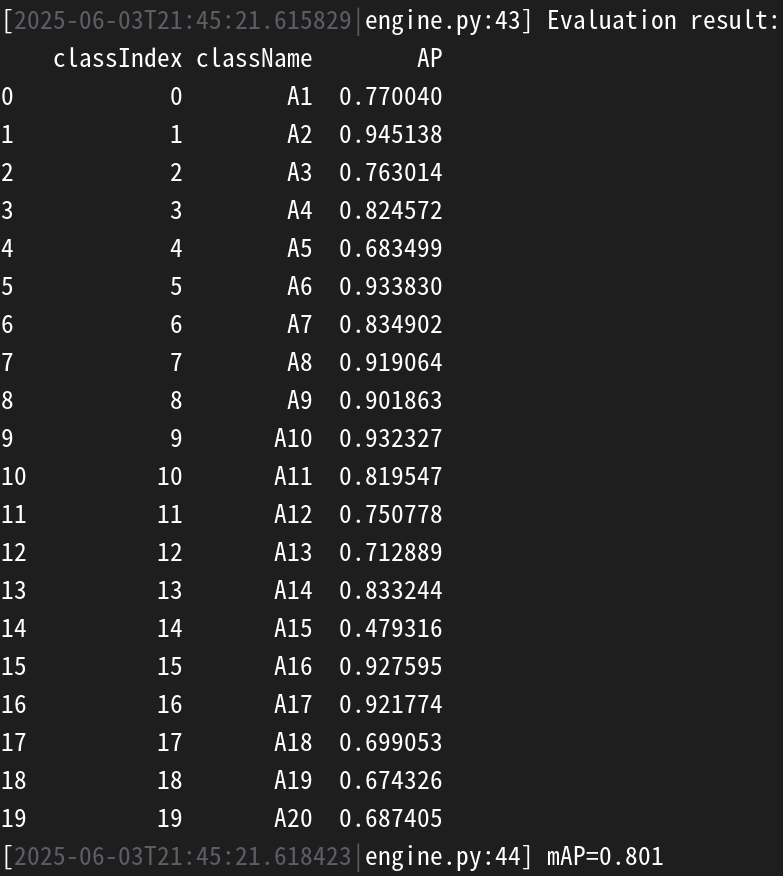 [2025-06-03T21:45:21.615829|engine.py:43] Evaluation result:
classIndex className AP
0 0 A1 0.770040
1 1 A2 0.945138
2 2 A3 0.763014
3 3 A4 0.824572
4 4 A5 0.683499
5 5 A6 0.933830
6 6 A7 0.834902
7 7 A8 0.919064
8 8 A9 0.901863
9 9 A10 0.932327
10 10 A11 0.819547
11 11 A12 0.750778
12 12 A13 0.712889
13 13 A14 0.833244
14 14 A15 0.479316
15 15 A16 0.927595
16 16 A17 0.921774
17 17 A18 0.699053
18 18 A19 0.674326
19 19 A20 0.687405
[2025-06-03T21:45:21.618423|engine.py:44] mAP=0.801